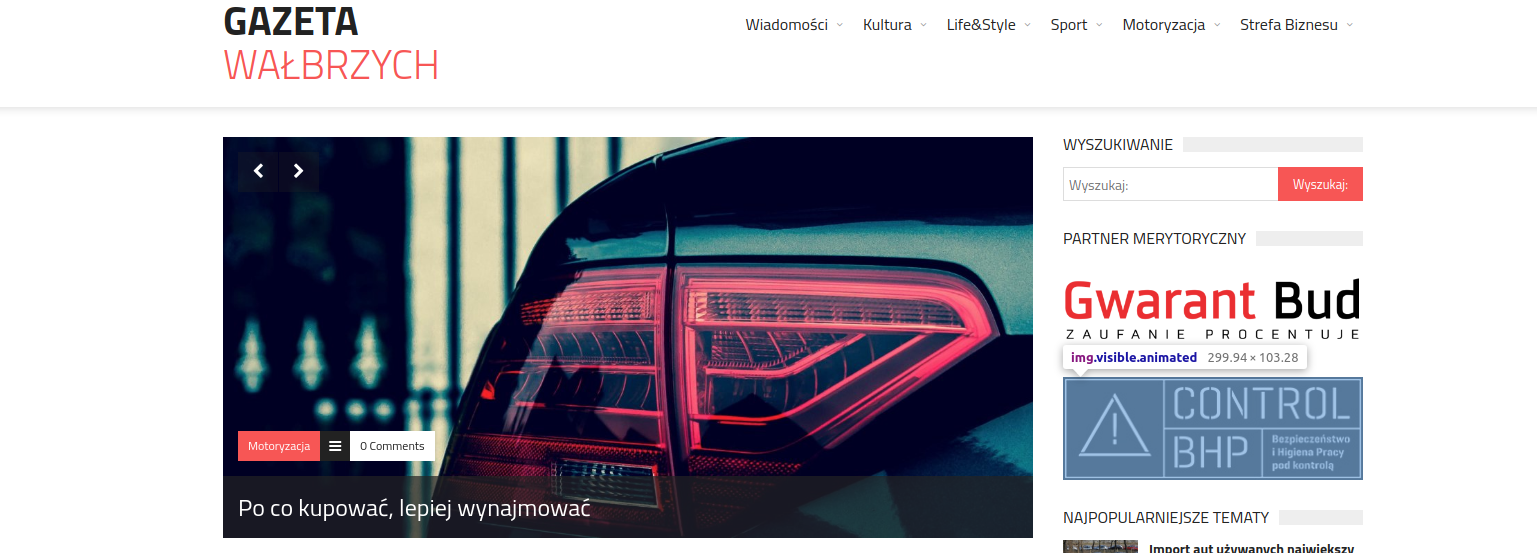 GAZETA
WAŁBRZYCH
Wiadomości Kultura Life&Style Sport Motoryzacja Strefa Biznesu
WYSZUKIWANIE
Wyszukaj: Wyszukaj:
PARTNER MERYTORYCZNY
Gwarant Bud
ZAUFANIE PROCENTUJE
img.visible.animated 299.94 × 103.28
CONTROL
BHP
Bezpieczeństwo
i Higiena Pracy
pod kontrolą
Motoryzacja 0 Comments
Po co kupować, lepiej wynajmować
NAJPOPULARNIEJSZE TEMATY
Import aut używanych największy